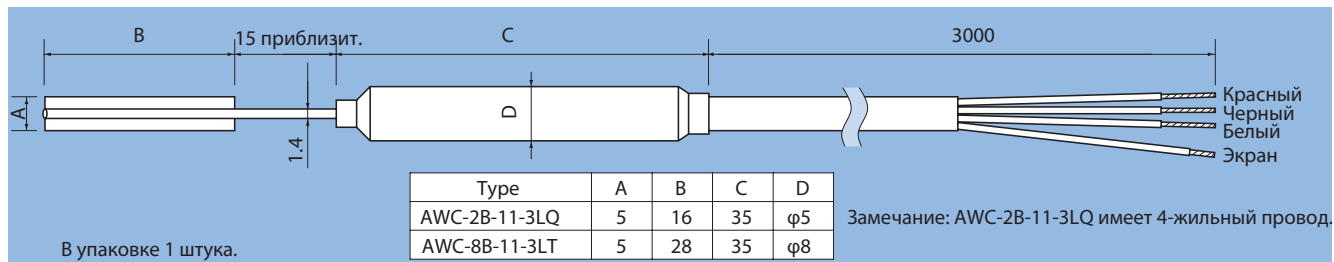 B
15 приблизит.
C
3000
A
D
1.4
Красный
Черный
Белый
Экран
Type A B C D
AWC-2B-11-3LQ 5 16 35 φ5
AWC-8B-11-3LT 5 28 35 φ8
Замечание: AWC-2B-11-3LQ имеет 4-жильный провод.
В упаковке 1 штука.